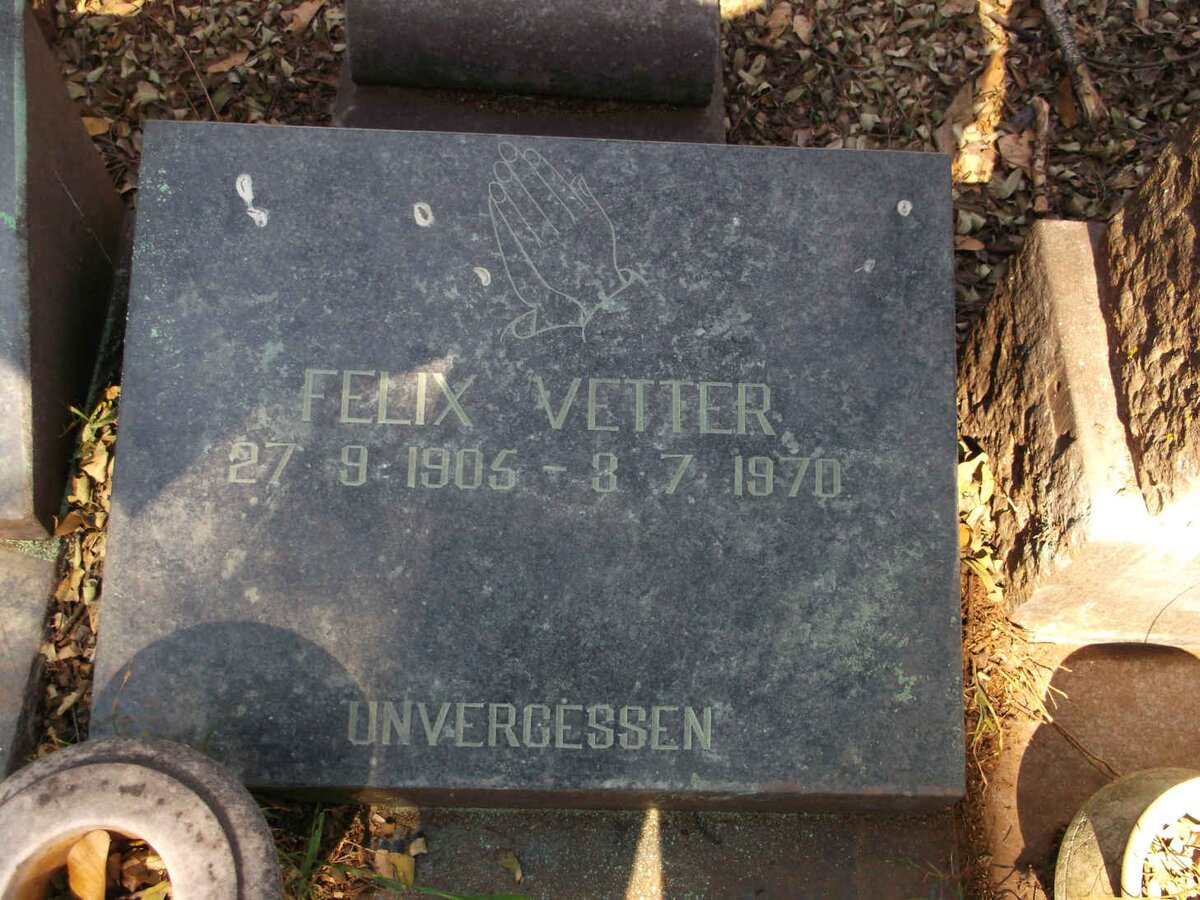 FELIX VETTER
27 9 1905 - 3 7 1970
UNVERGESSEN